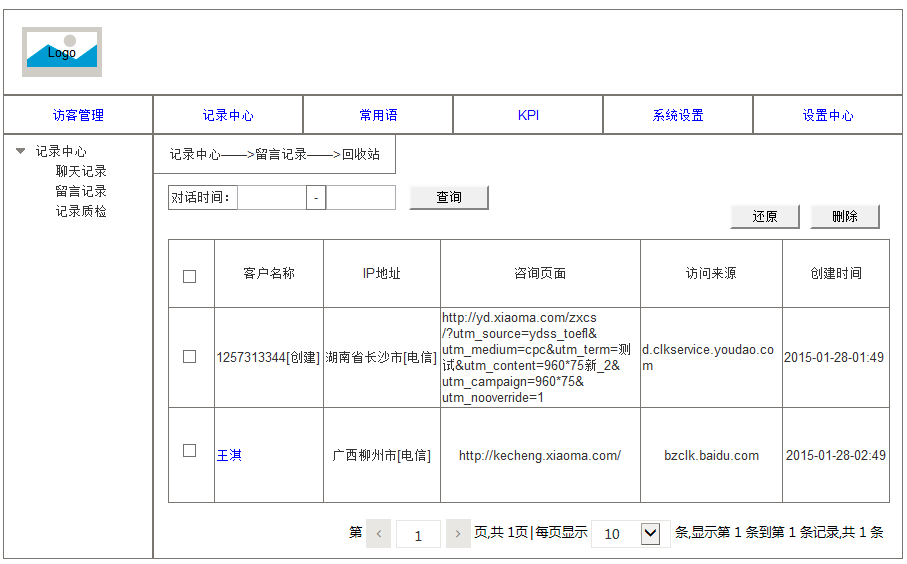 Logo
访客管理 记录中心 常用语 KPI 系统设置 设置中心
记录中心
聊天记录
留言记录
记录质检
记录中心——>留言记录——>回收站
对话时间： - 查询
还原 删除
客户名称 IP地址 咨询页面 访问来源 创建时间
1257313344[创建] 湖南省长沙市[电信]
http://yd.xiaoma.com/zxcs
/?utm_source=ydss_toefl&
utm_medium=cpc&utm_term=测
试&utm_content=960*75新_2&
utm_campaign=960*75&
utm_nooverride=1
d.clkservice.youdao.co
m
2015-01-28-01:49
王淇 广西柳州市[电信] http://kecheng.xiaoma.com/ bzclk.baidu.com 2015-01-28-02:49
第 < 1 > 页,共 1页|每页显示 10 条,显示第 1 条到第 1 条记录,共 1 条